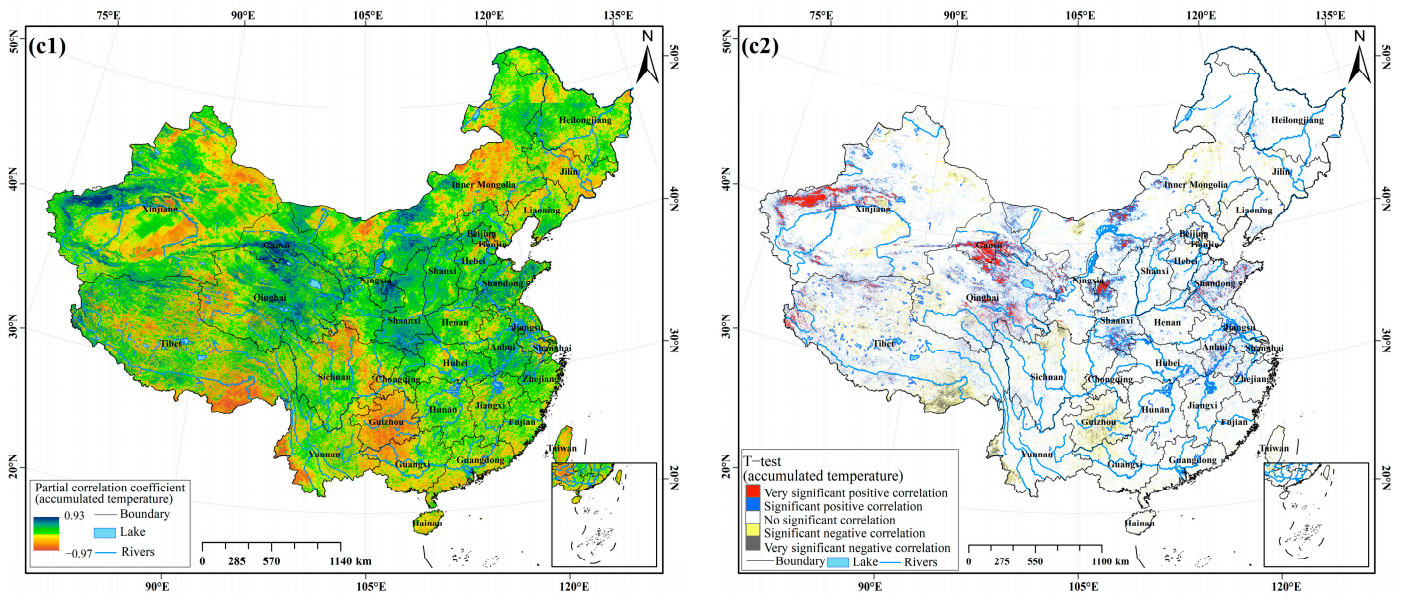 75°E 90°E 105°E 120°E 135°E
(c1)
N
50°N
50°N
40°N
40°N
30°N
30°N
20°N
20°N
Heilongjiang
Jilin
Inner Mongolia
Liaoning
Xinjiang
Beijing
Tianjin
Gansu
Hebei
Shanxi
Ningxia
Shandong
Qinghai
Shaanxi
Henan
Jiangsu
Tibet
Anhui
Shanghai
Hubei
Sichuan
Chongqing
Zhejiang
Hunan
Jiangxi
Guizhou
Fujian
Yunnan
Guangxi
Guangdong
Taiwan
Hainan
Partial correlation coefficient
(accumulated temperature)
0.93
−0.97
Boundary
Lake
Rivers
0 285 570 1140 km
90°E 105°E 120°E
75°E 90°E 105°E 120°E 135°E
(c2)
N
50°N
50°N
40°N
40°N
30°N
30°N
20°N
20°N
Heilongjiang
Jilin
Inner Mongolia
Liaoning
Xinjiang
Beijing
Tianjin
Gansu
Hebei
Shanxi
Ningxia
Shandong
Qinghai
Shaanxi
Henan
Jiangsu
Tibet
Anhui
Shanghai
Hubei
Sichuan
Chongqing
Zhejiang
Hunan
Jiangxi
Guizhou
Fujian
Yunnan
Guangxi
Guangdong
Taiwan
Hainan
T−test
(accumulated temperature)
Very significant positive correlation
Significant positive correlation
No significant correlation
Significant negative correlation
Very significant negative correlation
Boundary Lake Rivers
0 275 550 1100 km
90°E 105°E 120°E